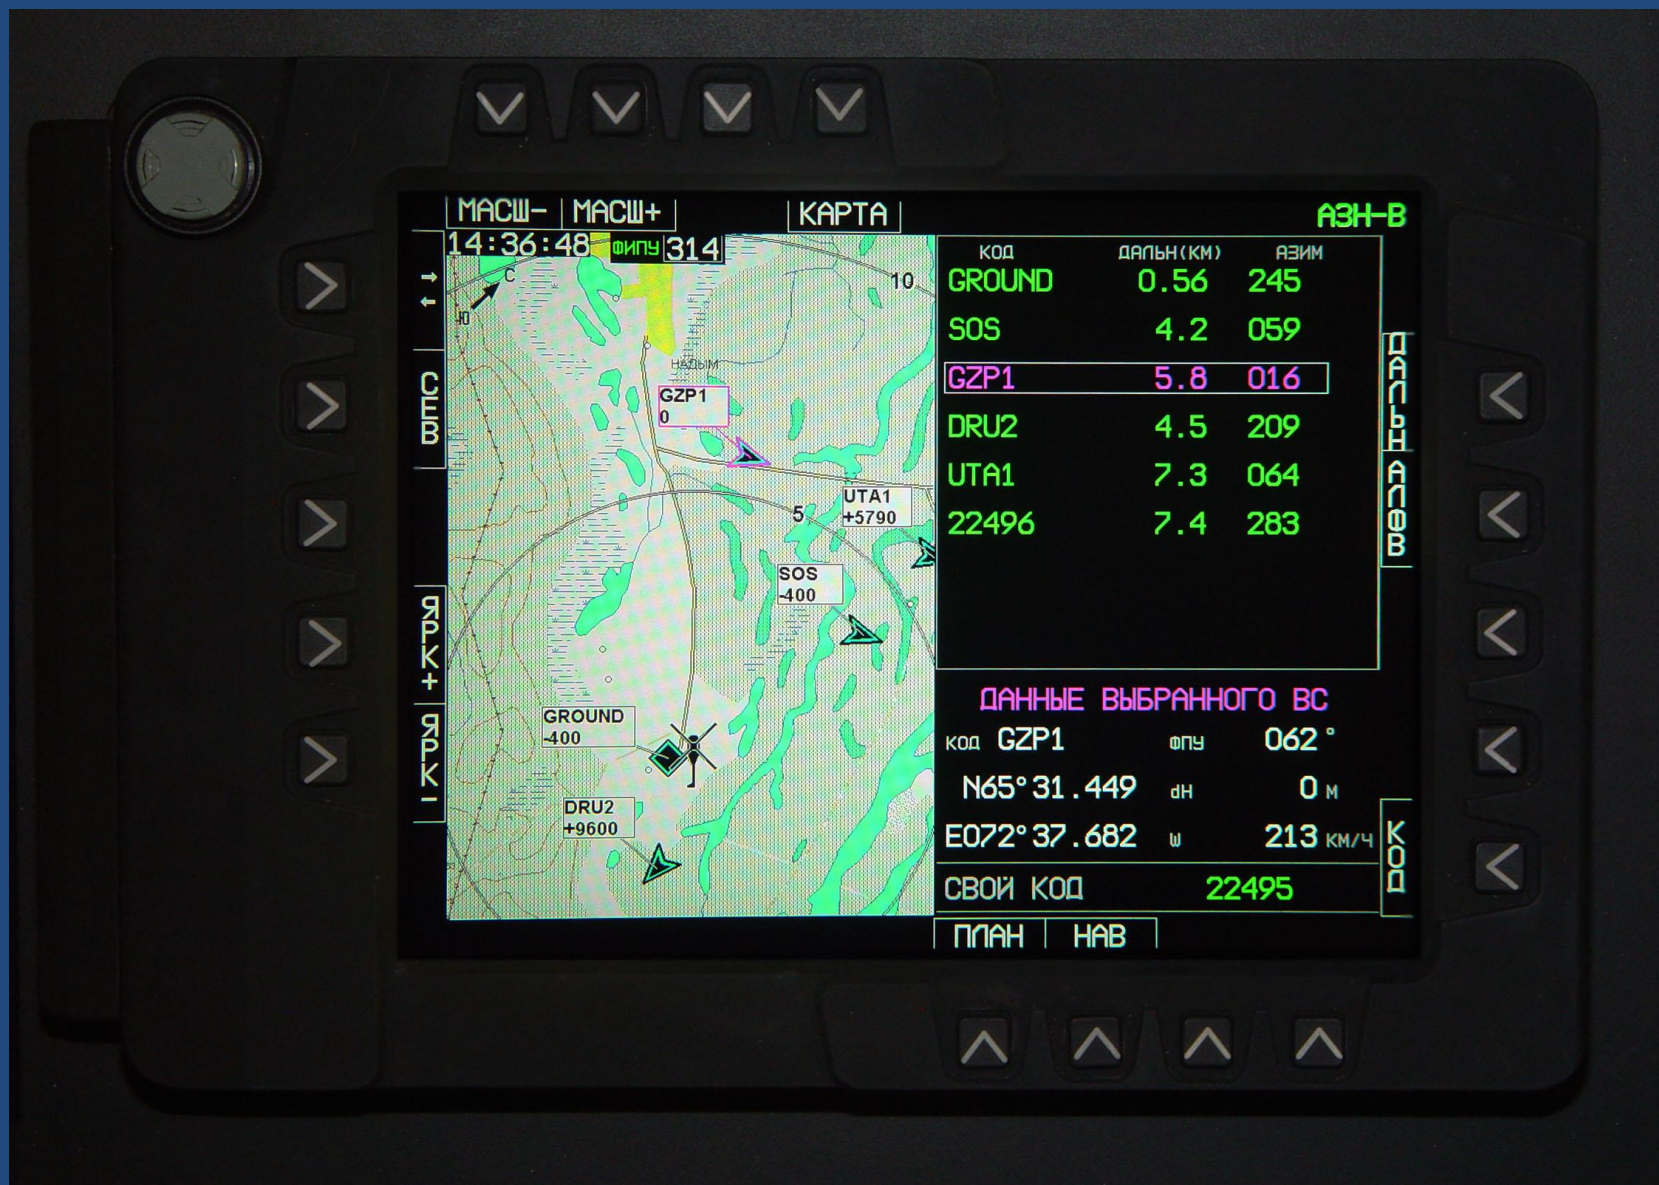 МАСШ- МАСШ+ КАРТА АЗН-В
14:36:48 ФИПУ 314
С
Ю
10
НАДЫМ
GZP1
0
UTA1
+5790
5
SOS
-400
GROUND
-400
DRU2
+9600
→
←
СЕВ
ЯРК+
ЯРК-
КОД ДАЛЬН(КМ) АЗИМ
GROUND 0.56 245
SOS 4.2 059
GZP1 5.8 016
DRU2 4.5 209
UTA1 7.3 064
22496 7.4 283
ДАЛЬН
АЛФВ
ДАННЫЕ ВЫБРАННОГО ВС
КОД GZP1 ФПУ 062°
N65°31.449 dH 0 М
E072°37.682 W 213 КМ/Ч
СВОЙ КОД 22495
КОД
ПЛАН НАВ